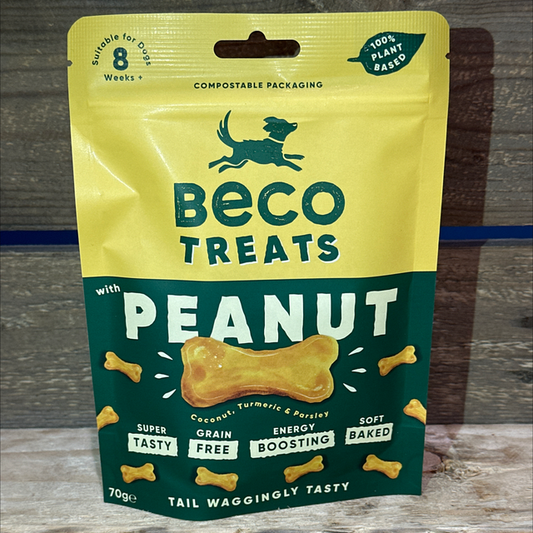 Suitable for Dogs
8
Weeks +
100%
PLANT
BASED
COMPOSTABLE PACKAGING
BeCO
TREATS
with
PEANUT
Coconut, Turmeric & Parsley
SUPER
TASTY
GRAIN
FREE
ENERGY
BOOSTING
SOFT
BAKED
70g℮
TAIL WAGGINGLY TASTY